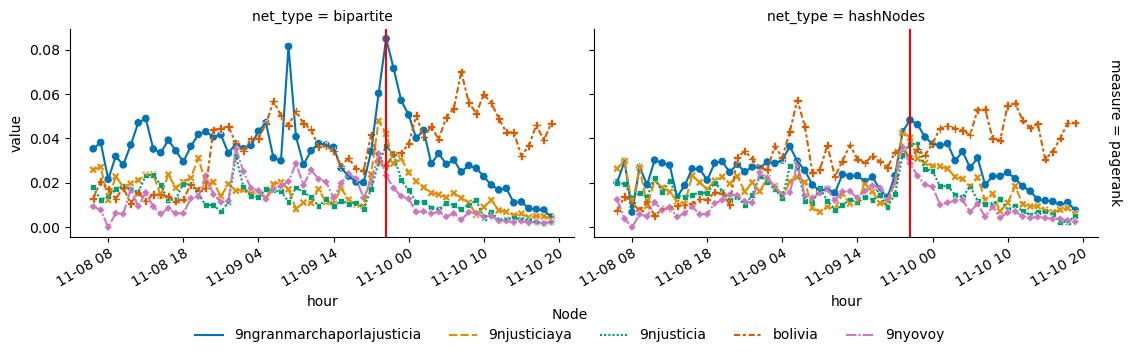 net_type = bipartite
net_type = hashNodes
0.08
0.06
0.04
0.02
0.00
value
measure = pagerank
11-08 08
11-08 18
11-09 04
11-09 14
11-10 00
11-10 10
11-10 20
11-08 08
11-08 18
11-09 04
11-09 14
11-10 00
11-10 10
11-10 20
hour
hour
Node
9ngranmarchaporlajusticia 9njusticiaya 9njusticia bolivia 9nyovoy